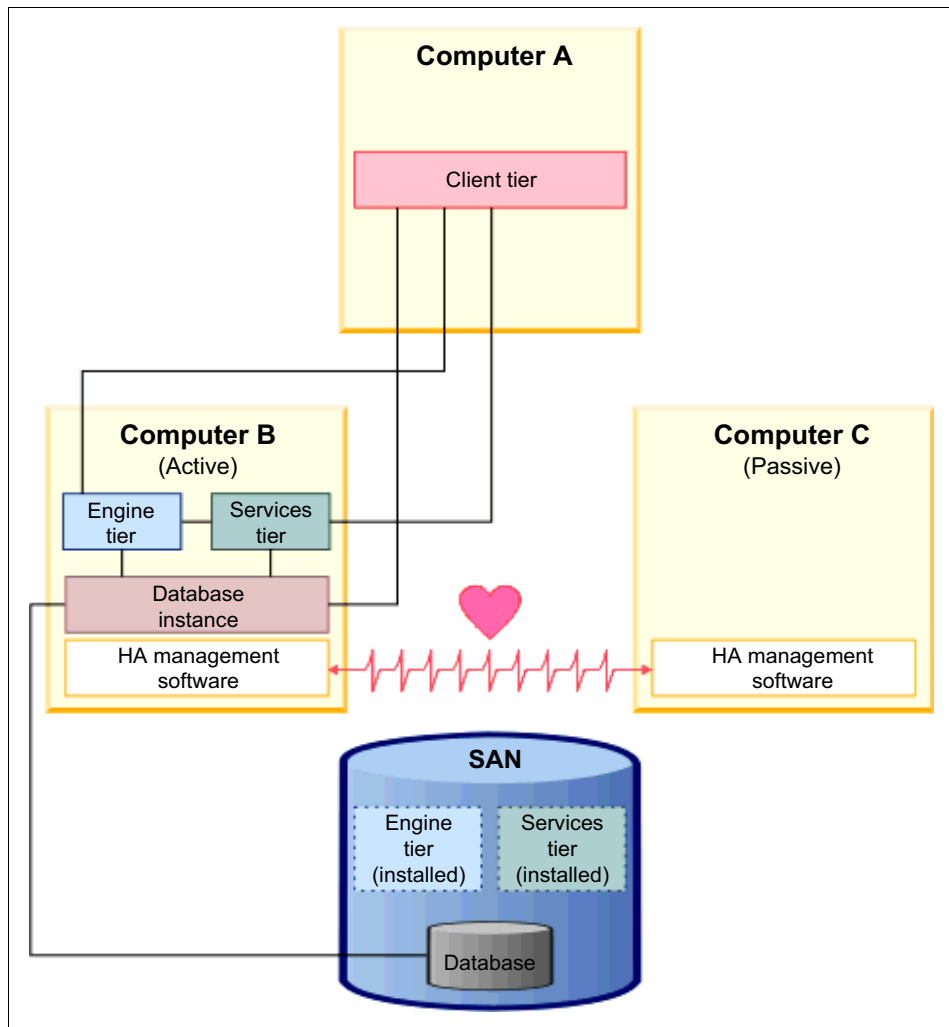 Computer A
Client tier
Computer B
(Active)
Engine
tier
Services
tier
Database
instance
HA management
software
Computer C
(Passive)
HA management
software
SAN
Engine
tier
(installed)
Services
tier
(installed)
Database